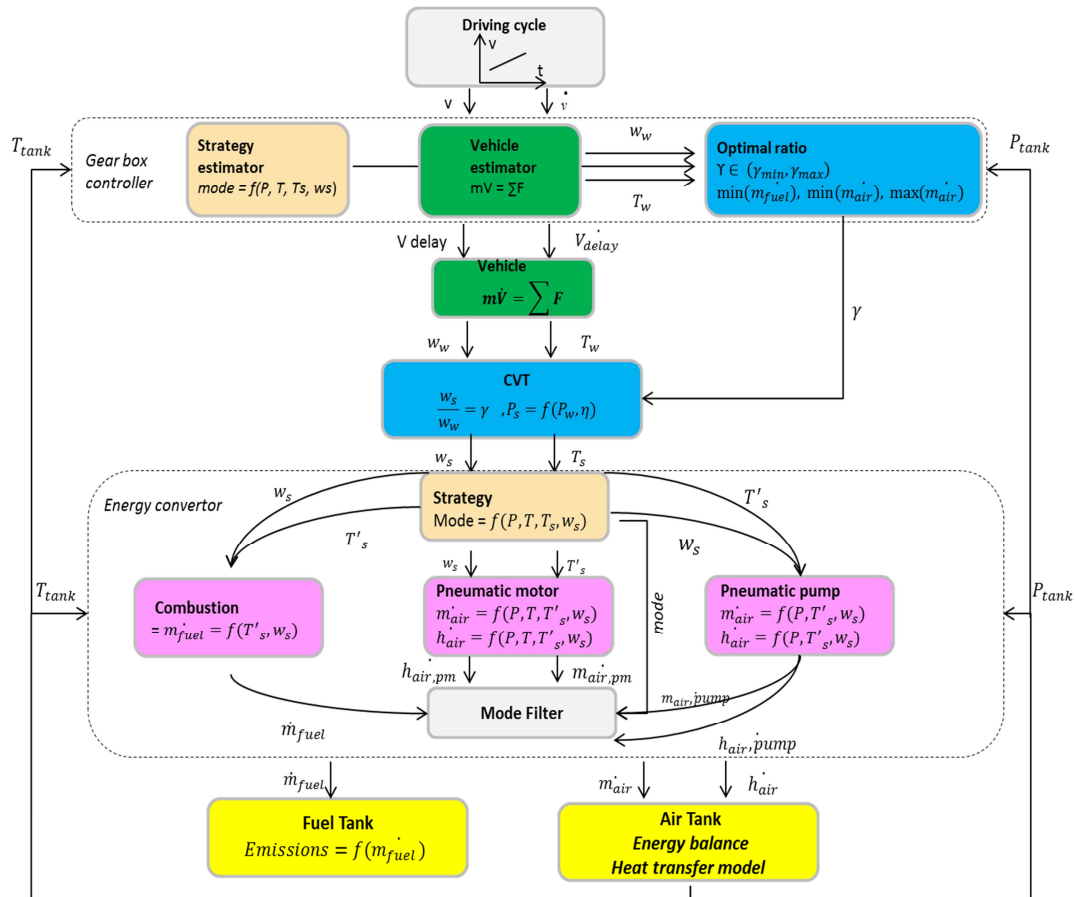 Driving cycle
v
t
v
v̇
T_tank
Gear box
controller
Strategy
estimator
mode = f(P, T, Ts, ws)
Vehicle
estimator
mV = ∑F
w_w
T_w
Optimal ratio
ϒ∈ (γ_min, γ_max)
min(ṁ_fuel), min(ṁ_air), max(ṁ_air)
P_tank
V delay
V̇_delay
Vehicle
mV̇ = ∑ F
γ
w_w
T_w
CVT
w_s/w_w = γ , P_s = f(P_w, η)
w_s
T_s
Energy convertor
w_s
T'_s
Strategy
Mode = f(P, T, T_s, w_s)
T'_s
w_s
w_s
T'_s
T_tank
P_tank
Combustion
= ṁ_fuel = f(T'_s, w_s)
Pneumatic motor
ṁ_air = f(P, T, T'_s, w_s)
ḣ_air = f(P, T, T'_s, w_s)
mode
Pneumatic pump
ṁ_air = f(P, T'_s, w_s)
ḣ_air = f(P, T'_s, w_s)
ḣ_air,pm
ṁ_air,pm
Mode Filter
ṁ_air,pump
ṁ_fuel
ḣ_air,pump
ṁ_fuel
ṁ_air
ḣ_air
Fuel Tank
Emissions = f(ṁ_fuel)
Air Tank
Energy balance
Heat transfer model